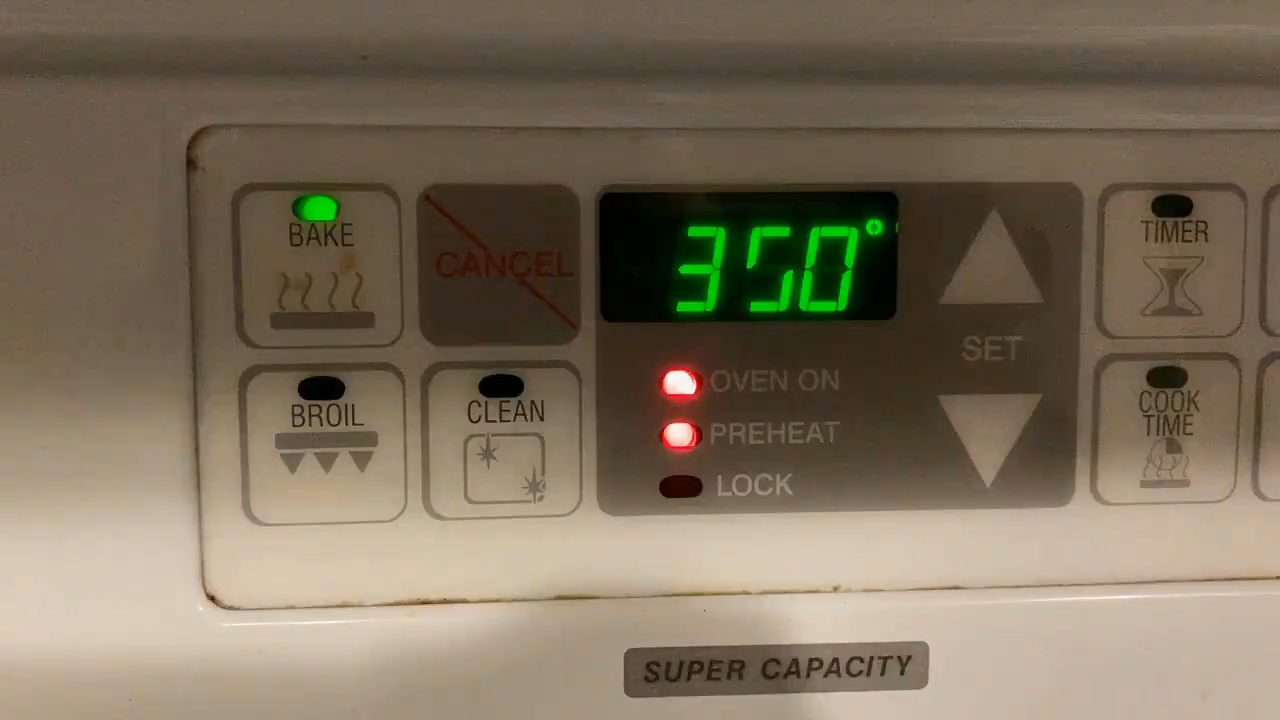 BAKE
CANCEL
350°
TIMER
SET
OVEN ON
PREHEAT
LOCK
BROIL
CLEAN
COOK
TIME
SUPER CAPACITY